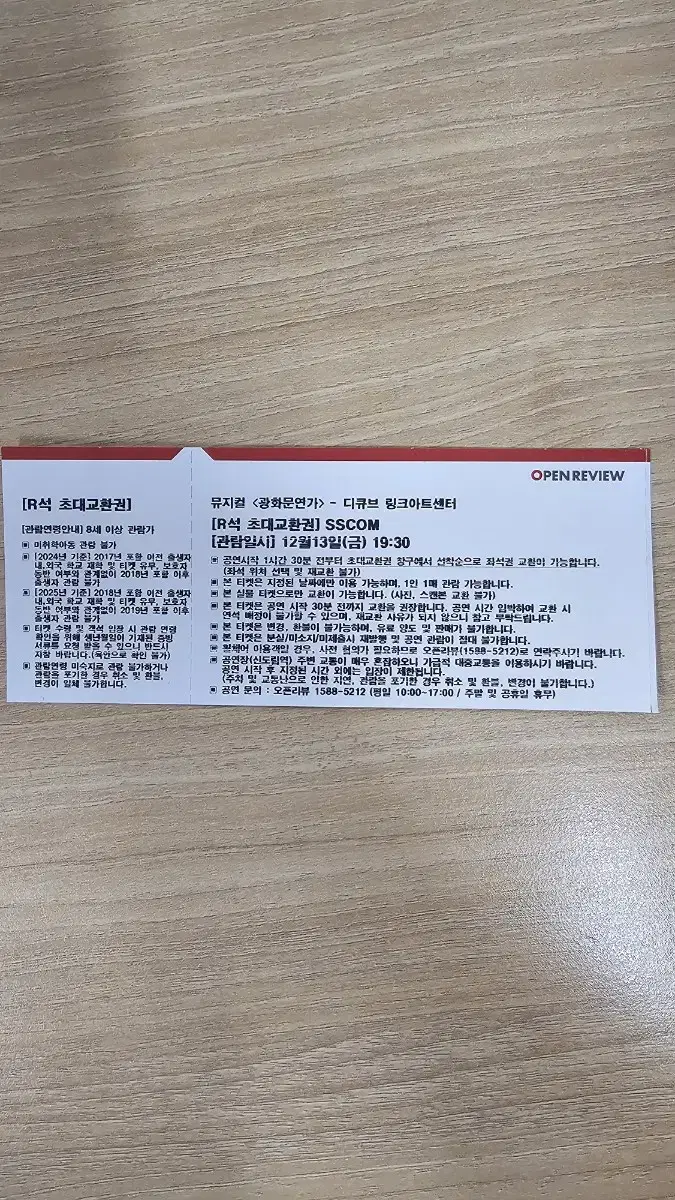 [R석 초대교환권]
[관람연령안내] 8세 이상 관람가
▣ 미취학아동 관람 불가
▣ [2024년 기준] 2017년 포함 이전 출생자
내,외국 학교 재학 및 티켓 유무, 보호자
동반 여부와 관계없이 2018년 포함 이후
출생자 관람 불가
▣ [2025년 기준] 2018년 포함 이전 출생자
내,외국 학교 재학 및 티켓 유무, 보호자
동반 여부와 관계없이 2019년 포함 이후
출생자 관람 불가
▣ 티켓 수령 및 객석 입장 시 관람 연령
확인을 위해 생년월일이 기재된 증빙
서류를 요청 받을 수 있으니 반드시
지참 바랍니다.(육안으로 확인 불가)
▣ 관람연령 미숙지로 관람 불가하거나
관람을 포기한 경우 취소 및 환불,
변경이 일체 불가합니다.
OPENREVIEW
뮤지컬 <광화문연가> - 디큐브 링크아트센터
[R석 초대교환권] SSCOM
[관람일시] 12월13일(금) 19:30
▣ 공연시작 1시간 30분 전부터 초대교환권 창구에서 선착순으로 좌석권 교환이 가능합니다.
(좌석 위치 선택 및 재교환 불가)
▣ 본 티켓은 지정된 날짜에만 이용 가능하며, 1인 1매 관람 가능합니다.
▣ 본 실물 티켓으로만 교환이 가능합니다. (사진, 스캔본 교환 불가)
▣ 본 티켓은 공연 시작 30분 전까지 교환을 권장합니다. 공연 시간 임박하여 교환 시
연석 배정이 불가할 수 있으며, 재교환 사유가 되지 않으니 참고 부탁드립니다.
▣ 본 티켓은 변경, 환불이 불가능하며, 유료 양도 및 판매가 불가합니다.
▣ 본 티켓은 분실/미소지/미제출시 재발행 및 공연 관람이 절대 불가합니다.
▣ 휠체어 이용객일 경우, 사전 협의가 필요하므로 오픈리뷰(1588-5212)로 연락주시기 바랍니다.
▣ 공연장(신도림역) 주변 교통이 매우 혼잡하오니 가급적 대중교통을 이용하시기 바랍니다.
공연 시작 후 지정된 시간 외에는 입장이 제한됩니다.
(주차 및 교통난으로 인한 지연, 관람을 포기한 경우 취소 및 환불, 변경이 불가합니다.)
▣ 공연 문의 : 오픈리뷰 1588-5212 (평일 10:00~17:00 / 주말 및 공휴일 휴무)